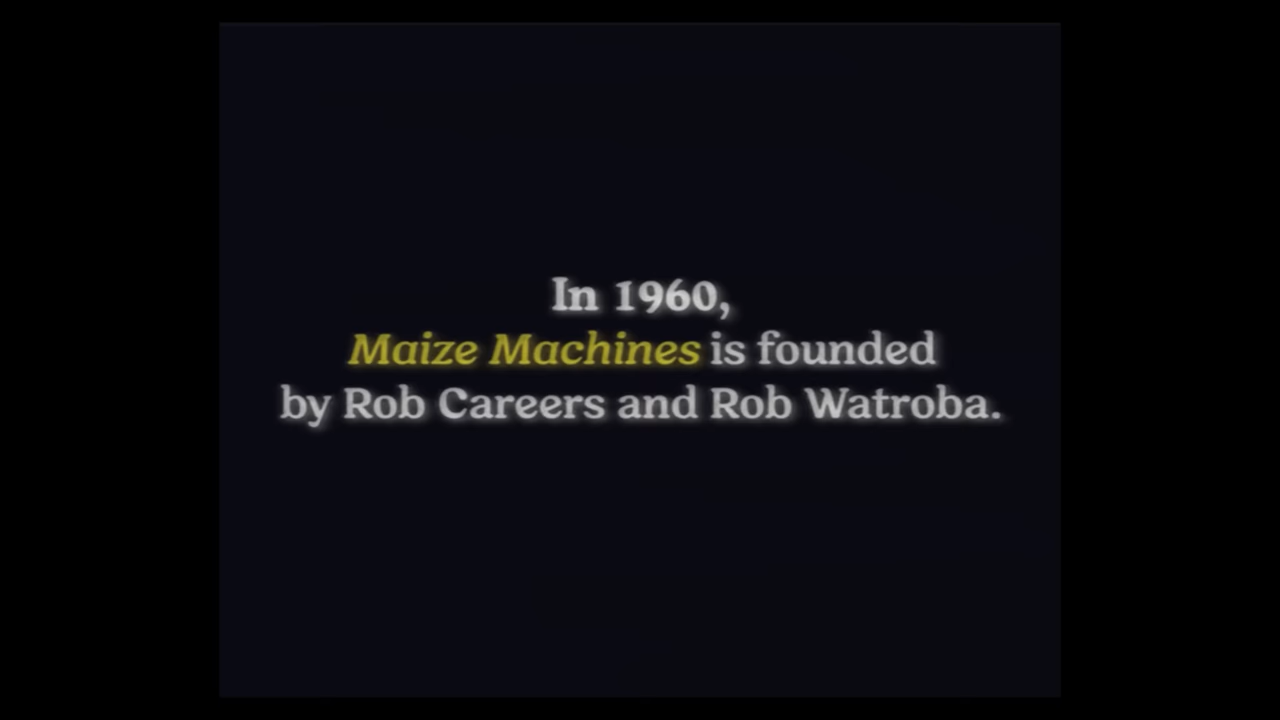 In 1960,
Maize Machines is founded
by Rob Careers and Rob Watroba.